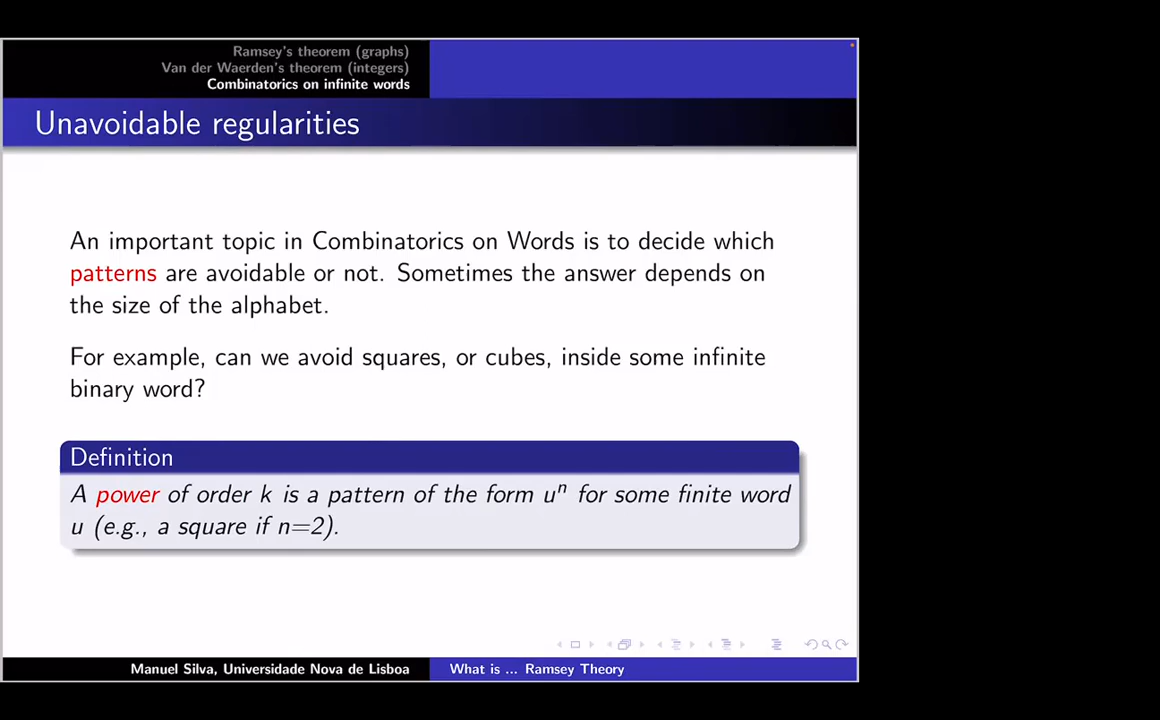 Ramsey's theorem (graphs)
Van der Waerden's theorem (integers)
Combinatorics on infinite words
Unavoidable regularities
An important topic in Combinatorics on Words is to decide which
patterns are avoidable or not. Sometimes the answer depends on
the size of the alphabet.
For example, can we avoid squares, or cubes, inside some infinite
binary word?
Definition
A power of order k is a pattern of the form uⁿ for some finite word
u (e.g., a square if n=2).
Manuel Silva, Universidade Nova de Lisboa
What is ... Ramsey Theory